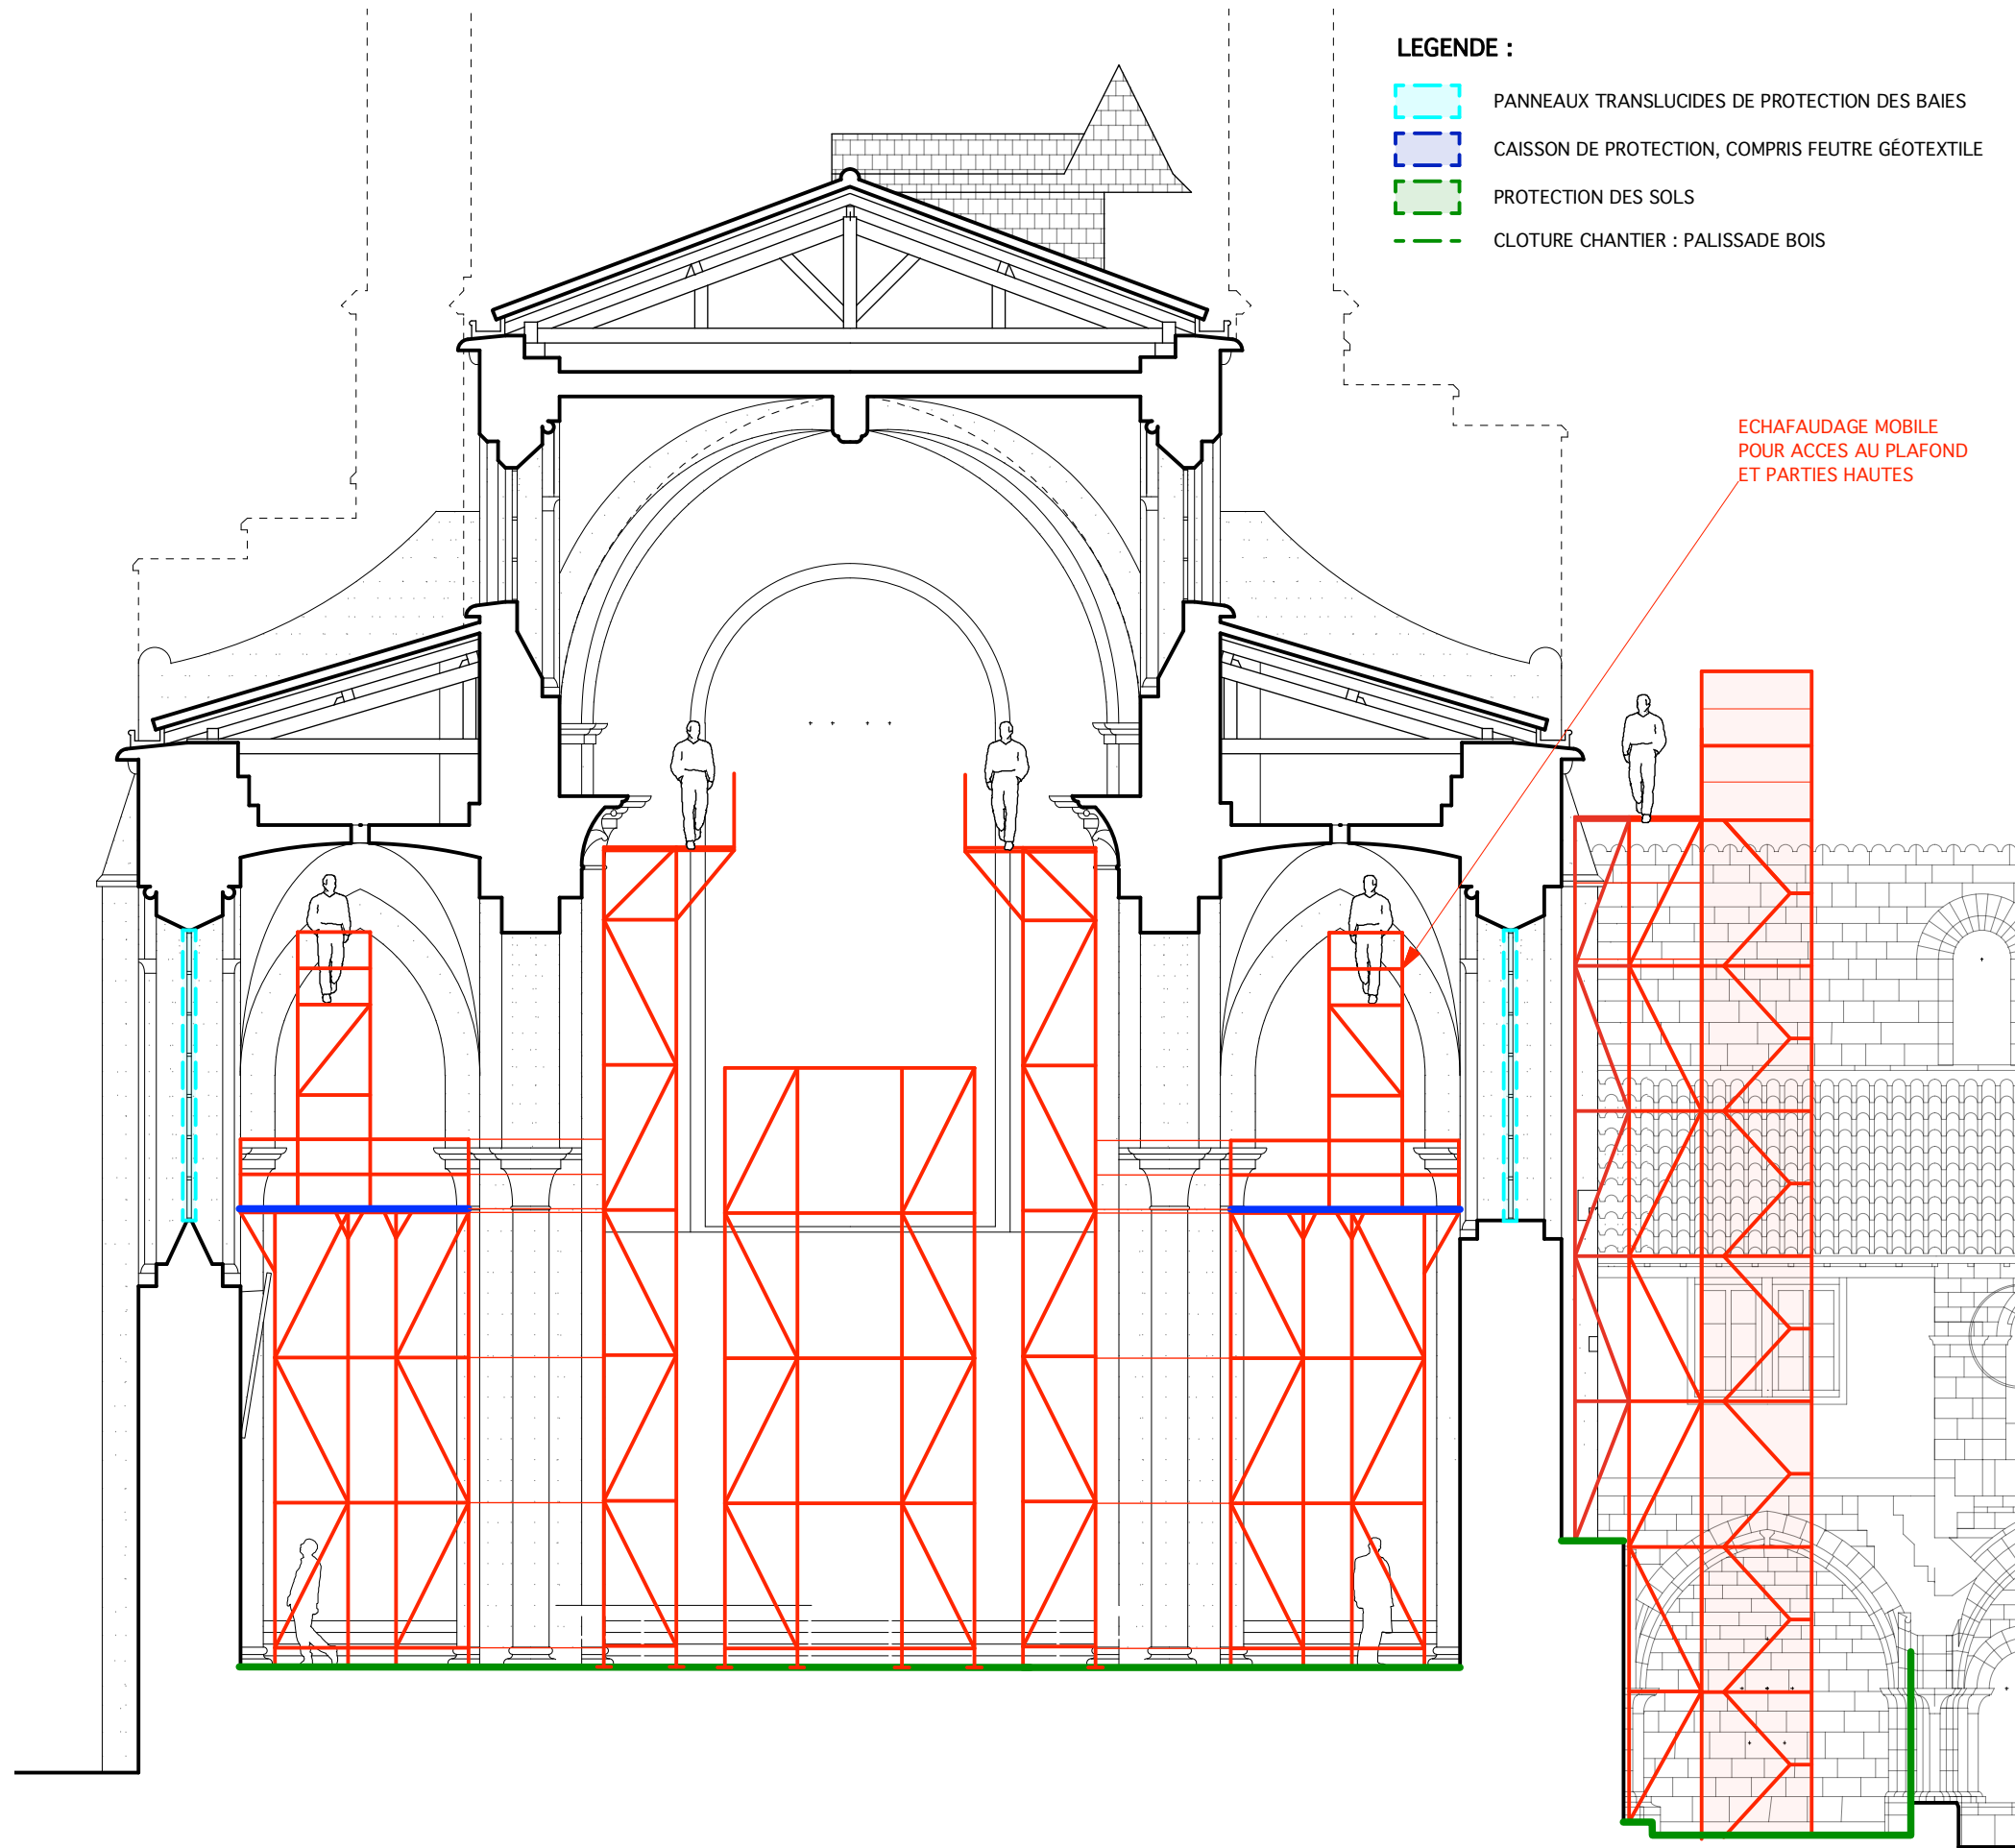 LEGENDE :
PANNEAUX TRANSLUCIDES DE PROTECTION DES BAIES
CAISSON DE PROTECTION, COMPRIS FEUTRE GÉOTEXTILE
PROTECTION DES SOLS
CLOTURE CHANTIER : PALISSADE BOIS
ECHAFAUDAGE MOBILE
POUR ACCES AU PLAFOND
ET PARTIES HAUTES